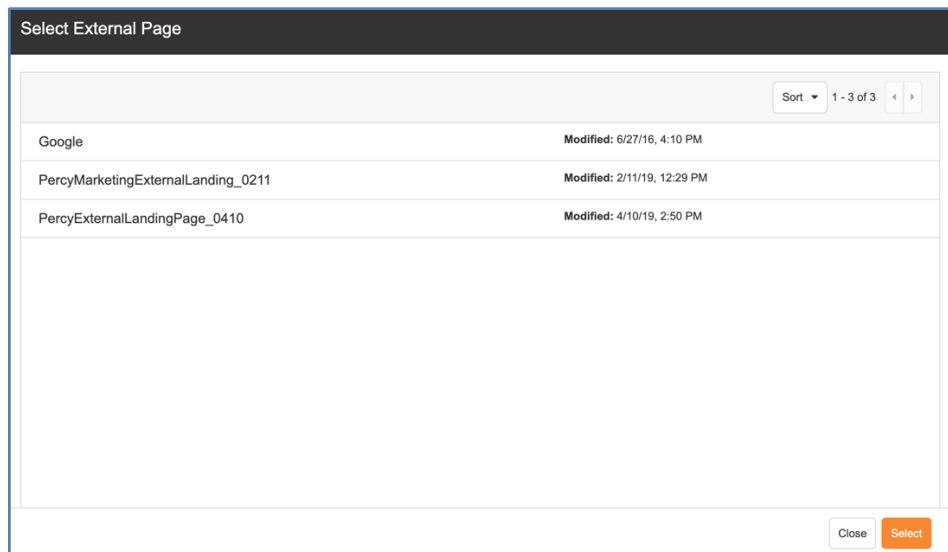 Select External Page
Sort 1 - 3 of 3
Google Modified: 6/27/16, 4:10 PM
PercyMarketingExternalLanding_0211 Modified: 2/11/19, 12:29 PM
PercyExternalLandingPage_0410 Modified: 4/10/19, 2:50 PM
Close Select